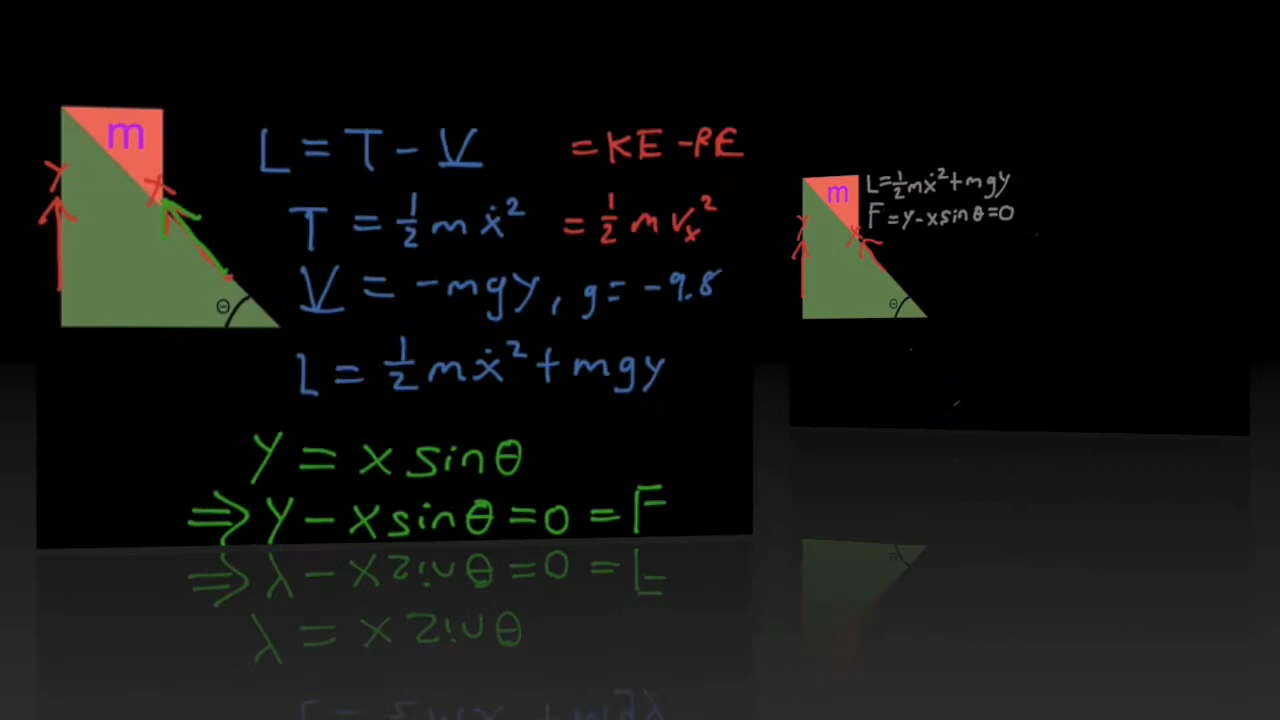 m
Y
X
θ
L = T - V = KE - PE
T = ½ m ẋ² = ½ m vₓ²
V = -mgy, g = -9.8
L = ½ m ẋ² + mgy
y = x sin θ
⇒ y - x sin θ = 0 = F
m
Y
X
θ
L = ½ m ẋ² + mgy
F = y - x sin θ = 0